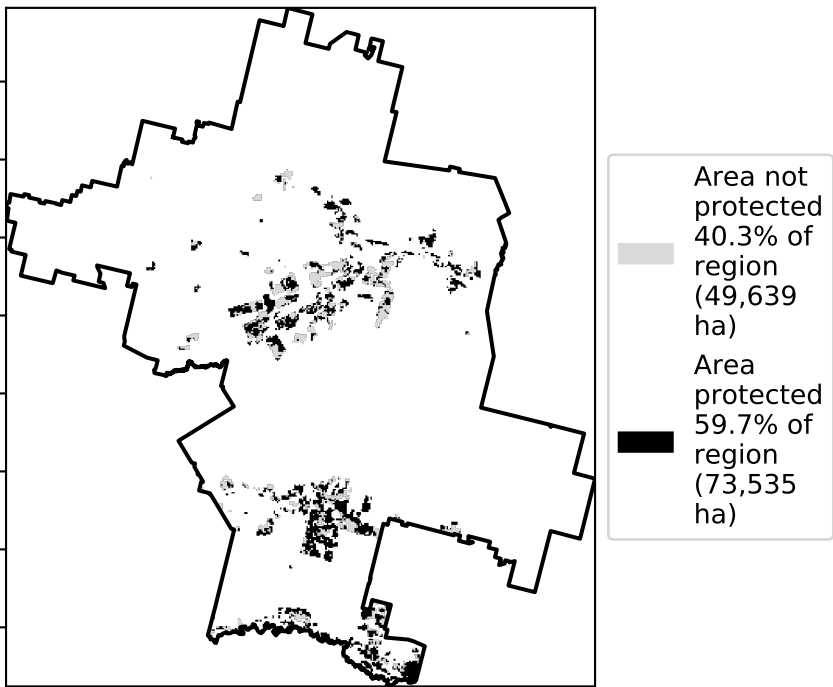 Area not
protected
40.3% of
region
(49,639
ha)
Area
protected
59.7% of
region
(73,535
ha)